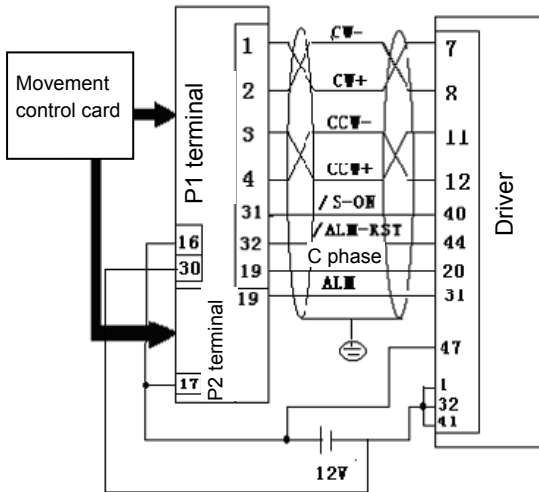 Movement
control card
P1 terminal
P2 terminal
Driver
1 CW- 7
2 CW+ 8
3 CCW- 11
4 CCW+ 12
31 /S-ON 40
32 /ALM-RST 44
19 C phase 20
19 ALM 31
16
30
17
47
1
32
41
12V